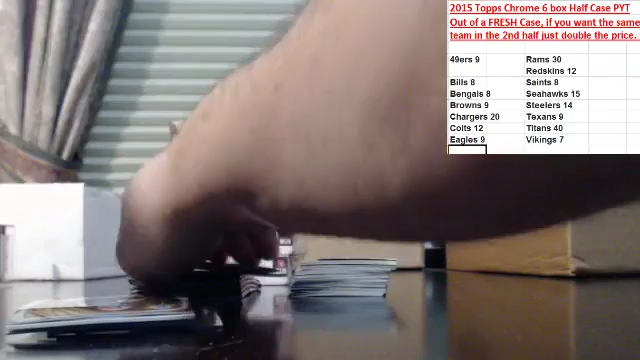 2015 Topps Chrome 6 box Half Case PYT
Out of a FRESH Case, if you want the same
team in the 2nd half just double the price.
49ers 9 Rams 30
Redskins 12
Bills 8 Saints 8
Bengals 8 Seahawks 15
Browns 9 Steelers 14
Chargers 20 Texans 9
Colts 12 Titans 40
Eagles 9 Vikings 7